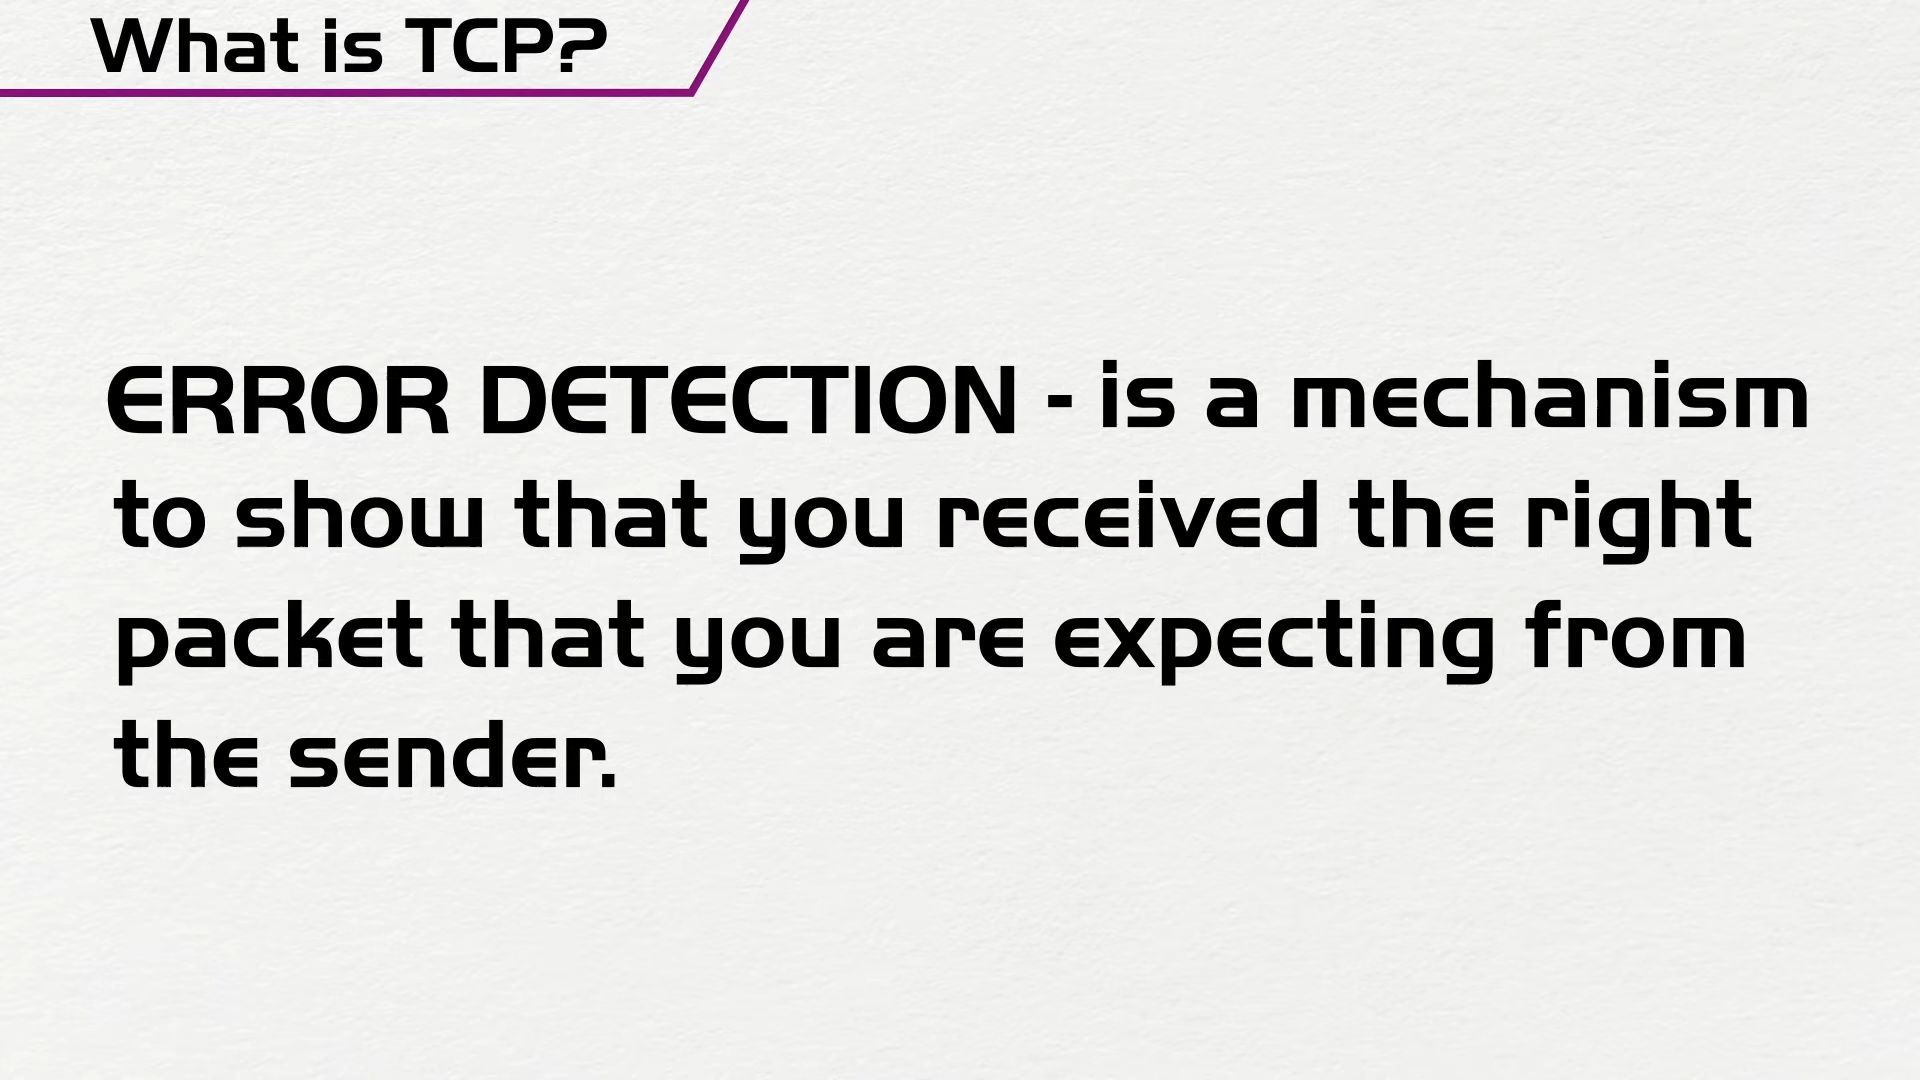 What is TCP?
ERROR DETECTION - is a mechanism
to show that you received the right
packet that you are expecting from
the sender.